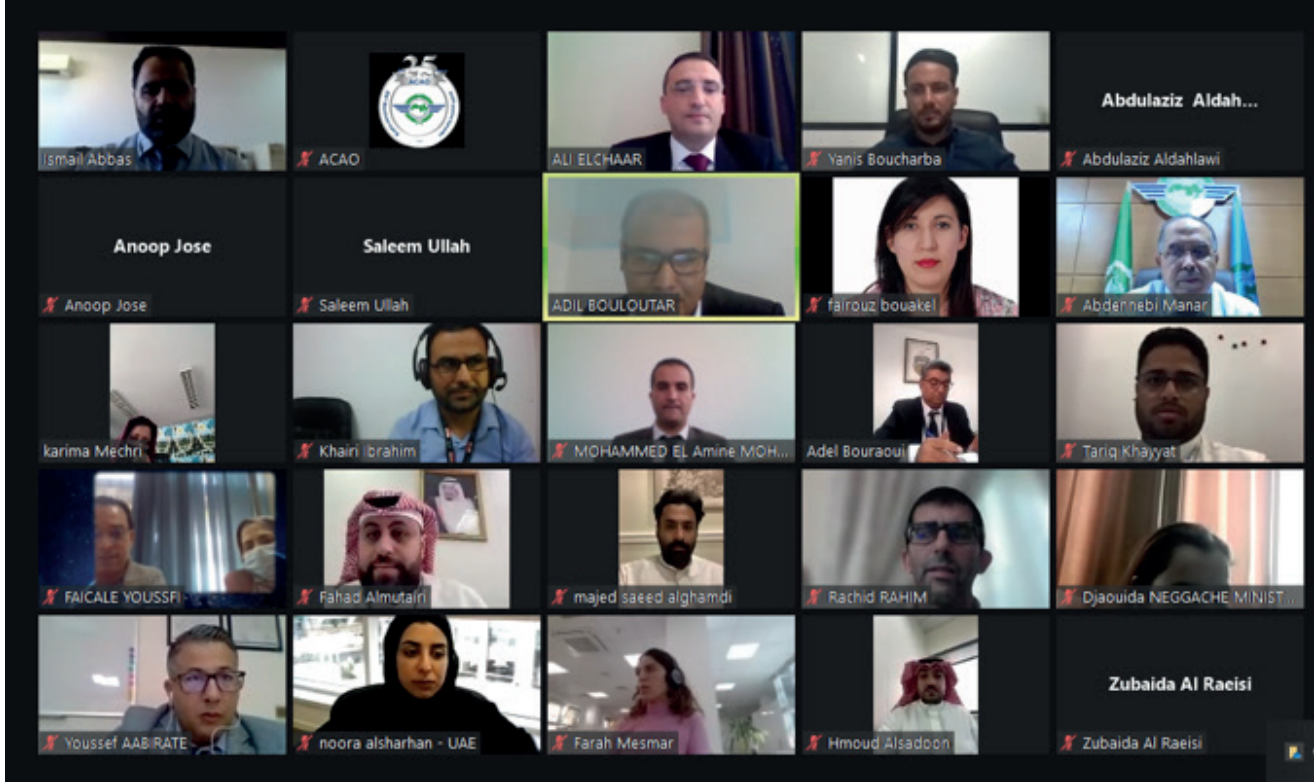 25
ACAO
Ismail Abbas
ACAO
ALI ELCHAAR
Yanis Boucharba
Abdulaziz Aldah...
Abdulaziz Aldahlawi
Anoop Jose
Anoop Jose
Saleem Ullah
Saleem Ullah
ADIL BOULOUTAR
fairouz bouakel
Abdennebi Manar
karima Mechri
Khairi Ibrahim
MOHAMMED EL Amine MOH...
Adel Bouraoui
Tariq Khayyat
FAICALE YOUSSFI
Fahad Almutairi
majed saeed alghamdi
Rachid RAHIM
Djaouida NEGGACHE MINIST...
Youssef AABIRATE
noora alsharhan - UAE
Farah Mesmar
Hmoud Alsadoon
Zubaida Al Raeisi
Zubaida Al Raeisi